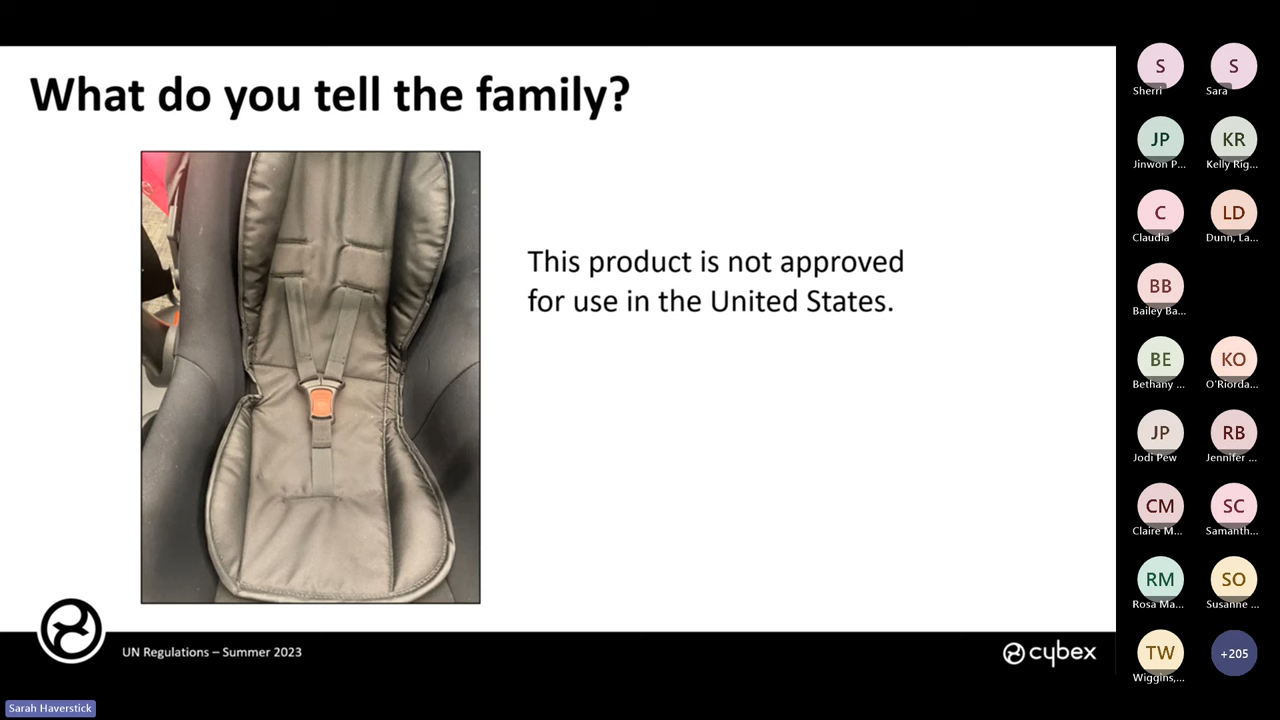 What do you tell the family?
This product is not approved
for use in the United States.
UN Regulations – Summer 2023
cybex
Sarah Haverstick
S
Sherri
S
Sara
JP
Jinwon P...
KR
Kelly Rig...
C
Claudia
LD
Dunn, La...
BB
Bailey Ba...
BE
Bethany ...
KO
O'Riorda...
JP
Jodi Pew
RB
Jennifer ...
CM
Claire M...
SC
Samanth...
RM
Rosa Ma...
SO
Susanne ...
TW
Wiggins,...
+205